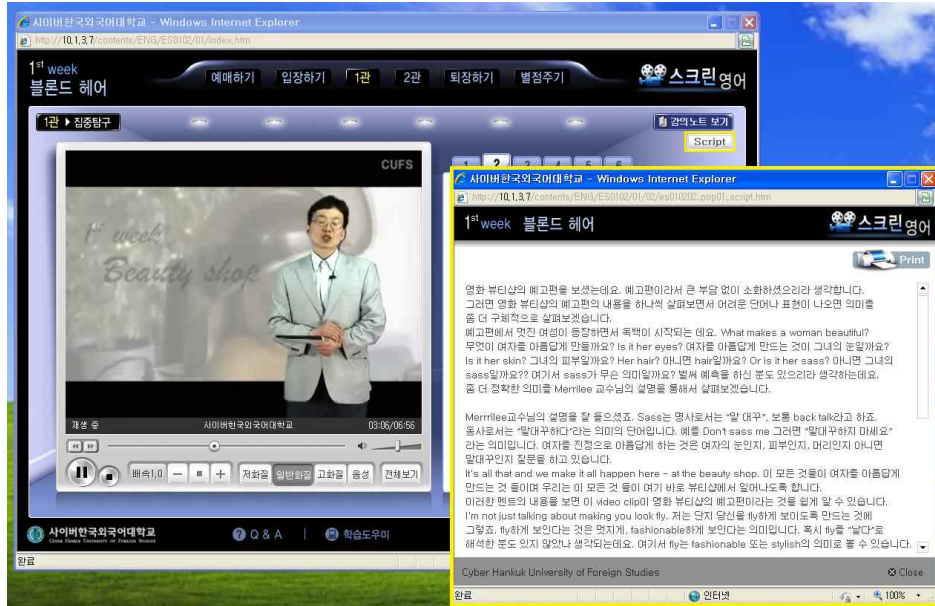 사이버한국외국어대학교 - Windows Internet Explorer
http://10.1.3.7/contents/ENG/ES0102/01/index.htm
1st week
블론드 헤어
예매하기 입장하기 1관 2관 퇴장하기 별점주기
스크린영어
1관 ▶ 집중탐구
강의노트 보기
Script
1 2 3 4 5 6
CUFS
1st week
Beauty shop
재생 중 사이버한국외국어대학교 03:06/06:56
배속1,0 저화질 일반화질 고화질 음성 전체보기
사이버한국외국어대학교
Cyber Hankuk University of Foreign Studies
Q & A 학습도우미
완료
사이버한국외국어대학교 - Windows Internet Explorer
http://10.1.3.7/contents/ENG/ES0102/01/02/es010202_pop01_script.htm
1st week 블론드 헤어
스크린영어
Print
영화 뷰티샵의 예고편을 보셨는데요. 예고편이라서 큰 부담 없이 소화하셨으리라 생각합니다.
그러면 영화 뷰티샵의 예고편의 내용을 하나씩 살펴보면서 어려운 단어나 표현이 나오면 의미를
좀 더 구체적으로 살펴보겠습니다.
예고편에서 멋진 여성이 등장하면서 독백이 시작되는 데요. What makes a woman beautiful?
무엇이 여자를 아름답게 만들까요? Is it her eyes? 여자를 아름답게 만드는 것이 그녀의 눈일까요?
Is it her skin? 그녀의 피부일까요? Her hair? 아니면 hair일까요? Or is it her sass? 아니면 그녀의
sass일까요?? 여기서 sass가 무슨 의미일까요? 벌써 예측을 하신 분도 있으리라 생각하는데요.
좀 더 정확한 의미를 Merrilee 교수님의 설명를 통해서 살펴보겠습니다.
Merrrilee교수님의 설명을 잘 들으셨죠. Sass는 명사로서는 "말 대꾸", 보통 back talk라고 하죠.
동사로서는 "말대꾸하다"라는 의미의 단어입니다. 예를 Don't sass me 그러면 "말대꾸하지 마세요"
라는 의미입니다. 여자를 진정으로 아름답게 하는 것은 여자의 눈인지, 피부인지, 머리인지 아니면
말대꾸인지 질문을 하고 있습니다.
It's all that and we make it all happen here - at the beauty shop. 이 모든 것들이 여자를 아름답게
만드는 것 들이며 우리는 이 모든 것 들이 여기 바로 뷰티샵에서 일어나도록 합니다.
이러한 멘트의 내용을 보면 이 video clip이 영화 뷰티샵의 예고편이라는 것을 쉽게 알 수 있습니다.
I'm not just talking about making you look fly. 저는 단지 당신을 fly하게 보이도록 만드는 것에
그렇죠. fly하게 보인다는 것은 멋지게, fashionable하게 보인다는 의미입니다. 혹시 fly을 "날다"로
해석한 분도 있지 않았나 생각되는데요. 여기서 fly는 fashionable 또는 stylish의 의미로 볼 수 있습니다.
Cyber Hankuk University of Foreign Studies Close
완료 인터넷 100%